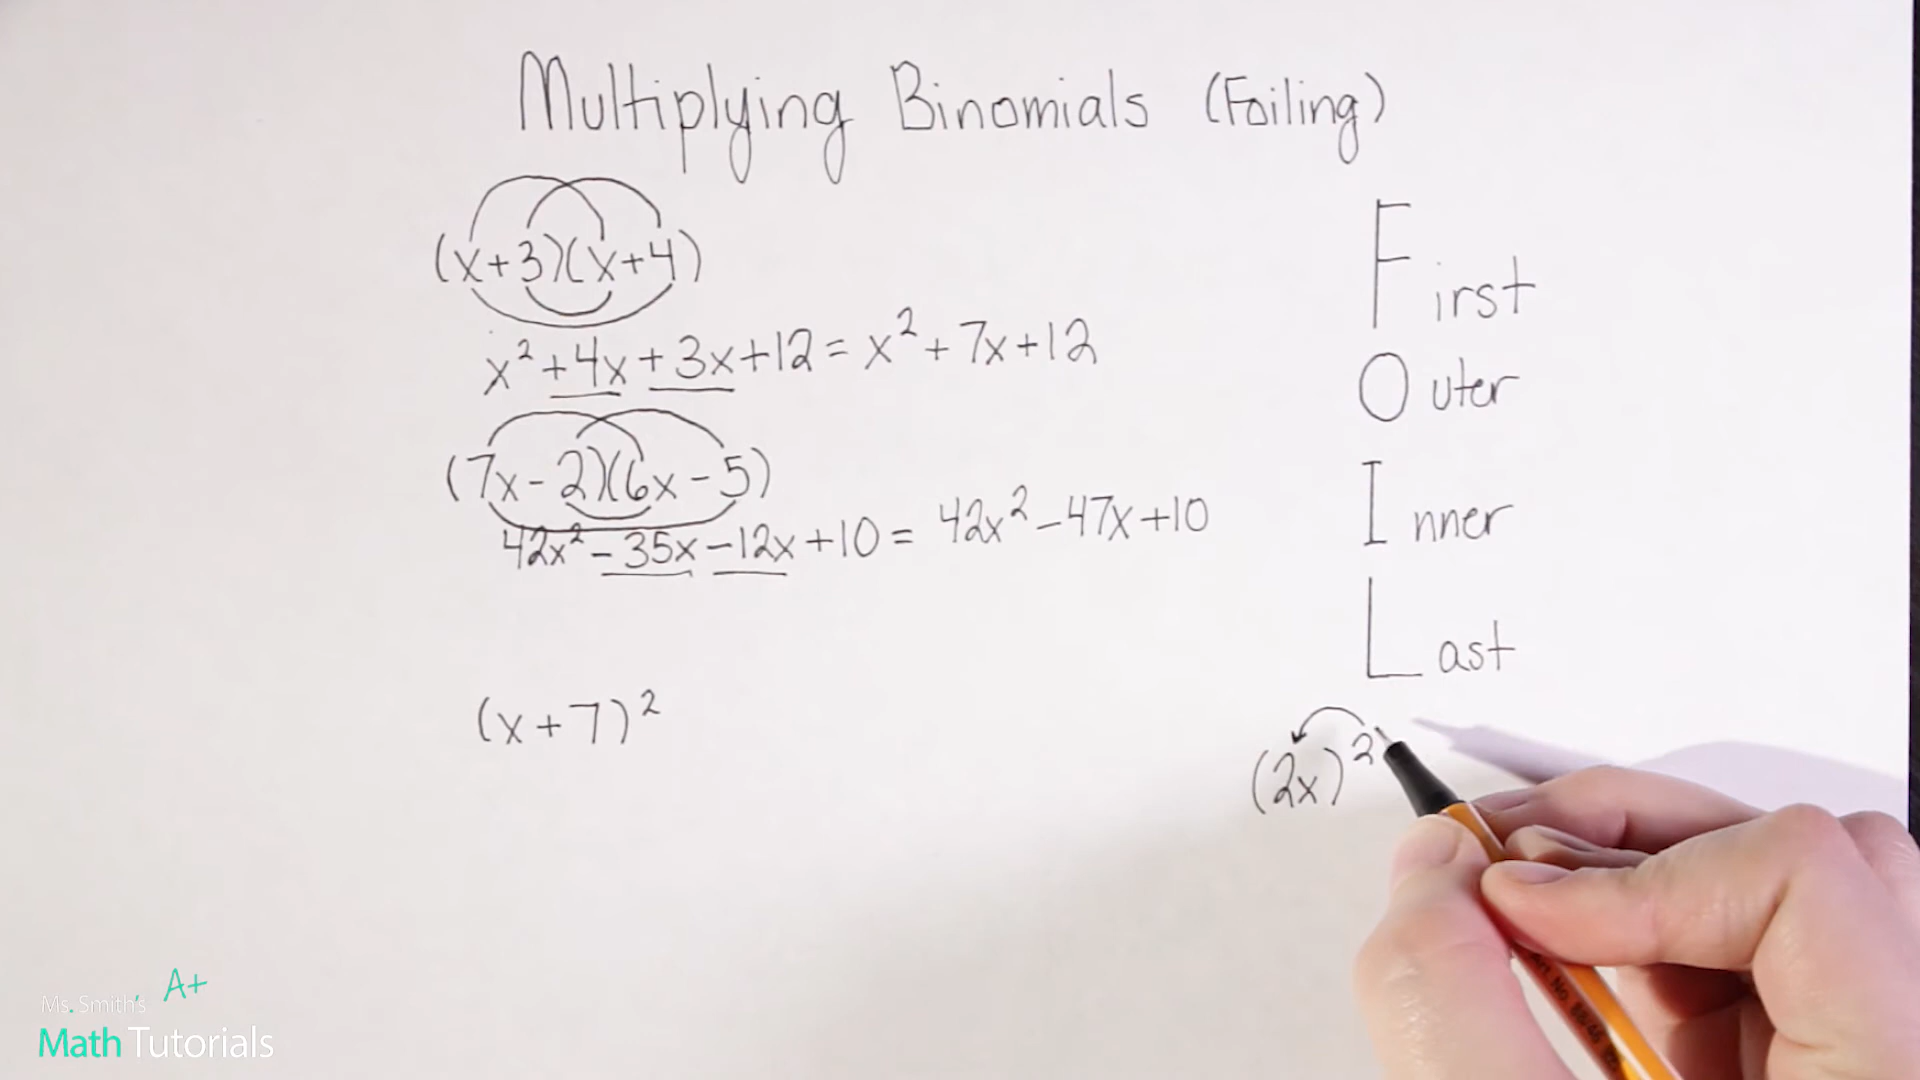 Multiplying Binomials (Foiling)
(x+3)(x+4)
x² +4x +3x +12 = x² + 7x +12
(7x - 2)(6x - 5)
42x² - 35x - 12x + 10 = 42x² - 47x + 10
(x + 7)²
First
Outer
Inner
Last
(2x)²
Ms. Smith's A+
Math Tutorials